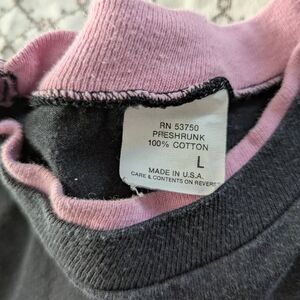 RN 53750
PRESHRUNK
100% COTTON
L
MADE IN U.S.A.
CARE & CONTENTS ON REVERSE